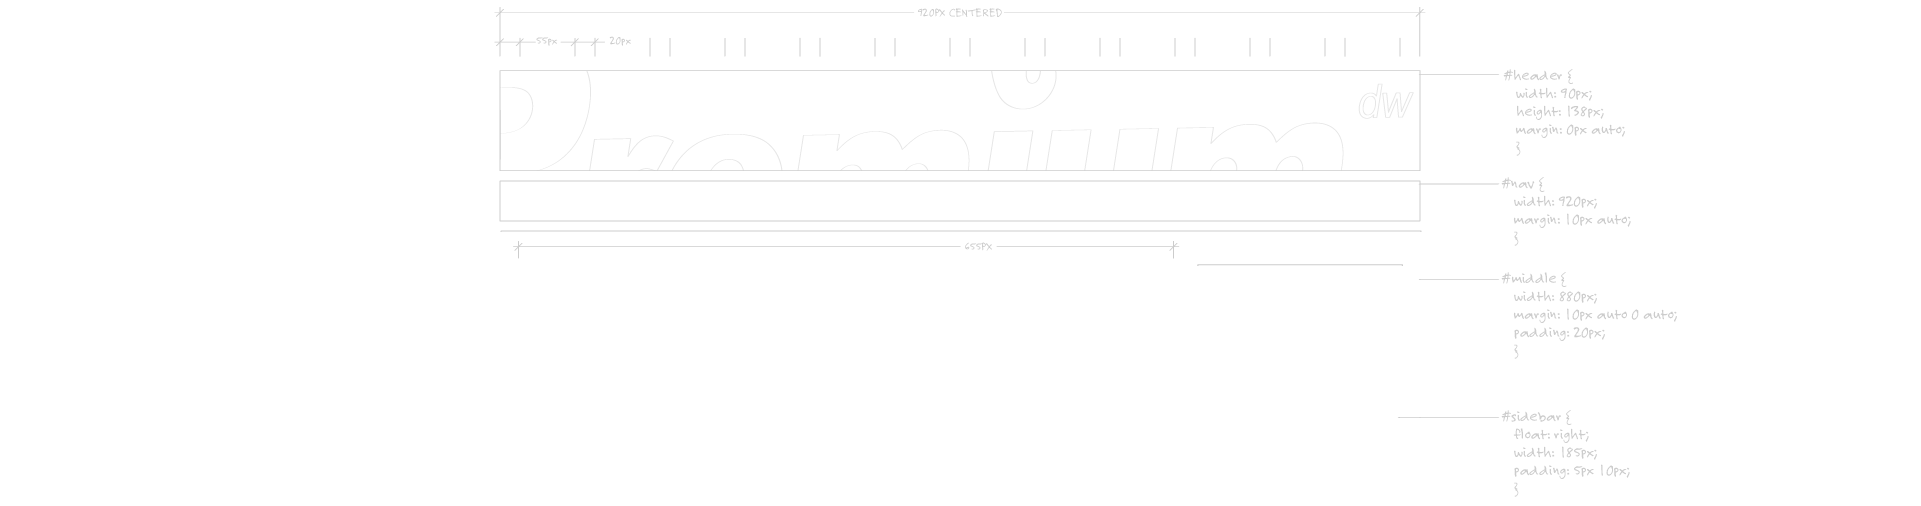 920PX CENTERED
55px 20px
Premium
dw
#header {
width: 90px;
height: 138px;
margin: 0px auto;
}
#nav {
width: 920px;
margin: 10px auto;
}
655PX
#middle {
width: 880px;
margin: 10px auto 0 auto;
padding: 20px;
}
#sidebar {
float: right;
width: 185px;
padding: 5px 10px;
}